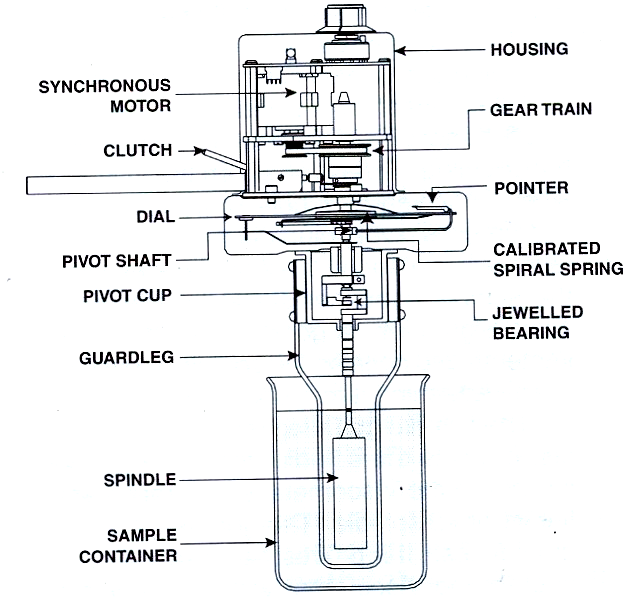 HOUSING
SYNCHRONOUS
MOTOR
GEAR TRAIN
CLUTCH
POINTER
DIAL
CALIBRATED
SPIRAL SPRING
PIVOT SHAFT
PIVOT CUP
JEWELLED
BEARING
GUARDLEG
SPINDLE
SAMPLE
CONTAINER